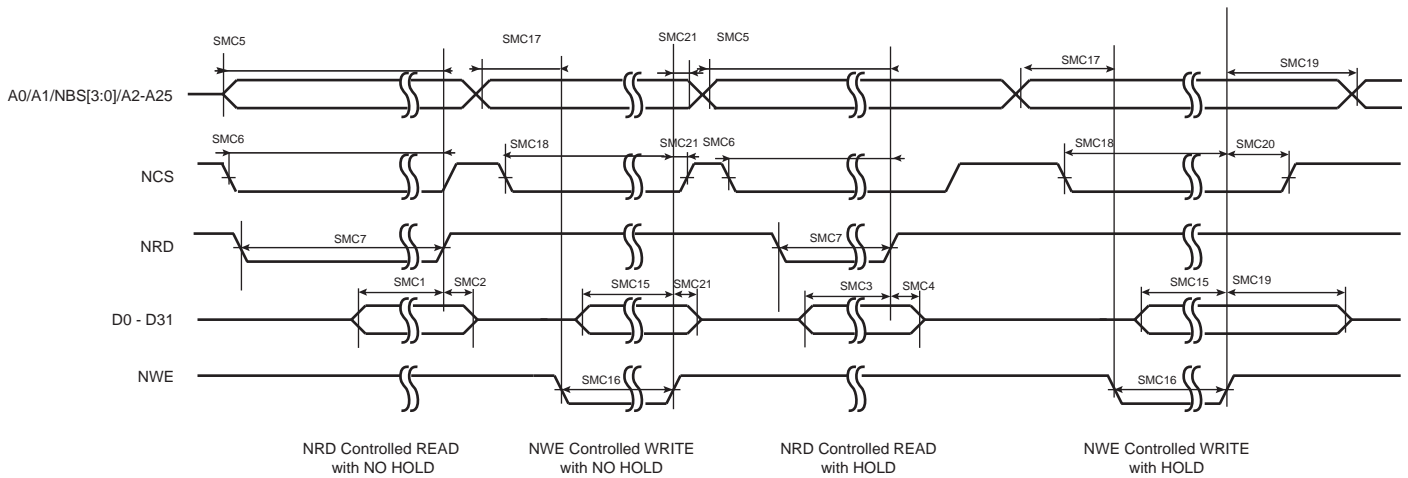 SMC5
SMC17
SMC21
SMC5
SMC17
SMC19
A0/A1/NBS[3:0]/A2-A25
SMC6
SMC18
SMC21
SMC6
SMC18
SMC20
NCS
SMC7
SMC7
NRD
SMC1
SMC2
SMC15
SMC21
SMC3
SMC4
SMC15
SMC19
D0 - D31
NWE
SMC16
SMC16
NRD Controlled READ
with NO HOLD
NWE Controlled WRITE
with NO HOLD
NRD Controlled READ
with HOLD
NWE Controlled WRITE
with HOLD